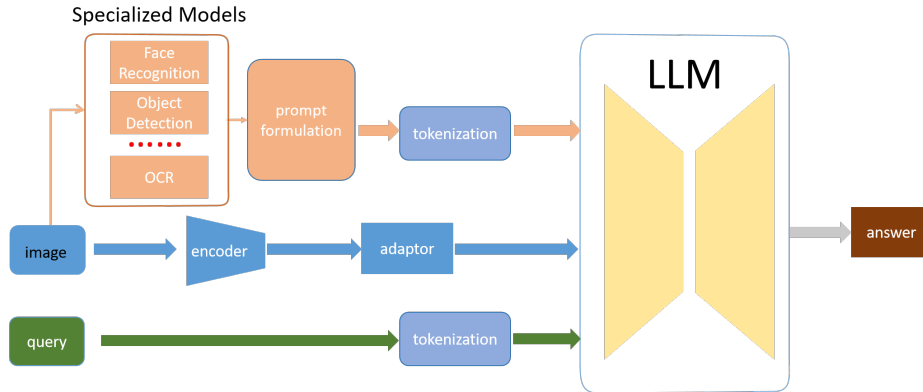 Specialized Models
Face
Recognition
Object
Detection
OCR
prompt
formulation
tokenization
LLM
image
encoder
adaptor
answer
query
tokenization